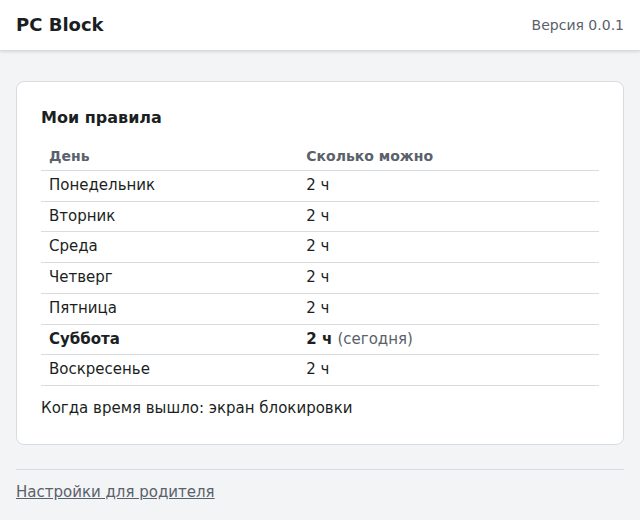 PC Block
Версия 0.0.1
Мои правила
День Сколько можно
Понедельник 2 ч
Вторник 2 ч
Среда 2 ч
Четверг 2 ч
Пятница 2 ч
Суббота 2 ч (сегодня)
Воскресенье 2 ч
Когда время вышло: экран блокировки
Настройки для родителя